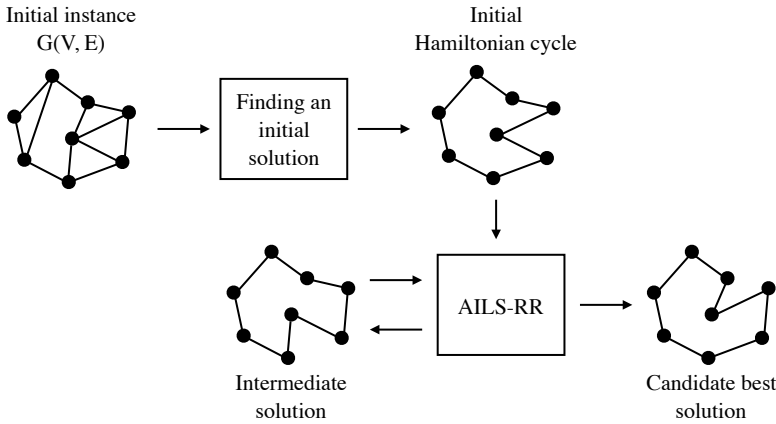 Initial instance
G(V, E)
Finding an
initial
solution
Initial
Hamiltonian cycle
Intermediate
solution
AILS-RR
Candidate best
solution